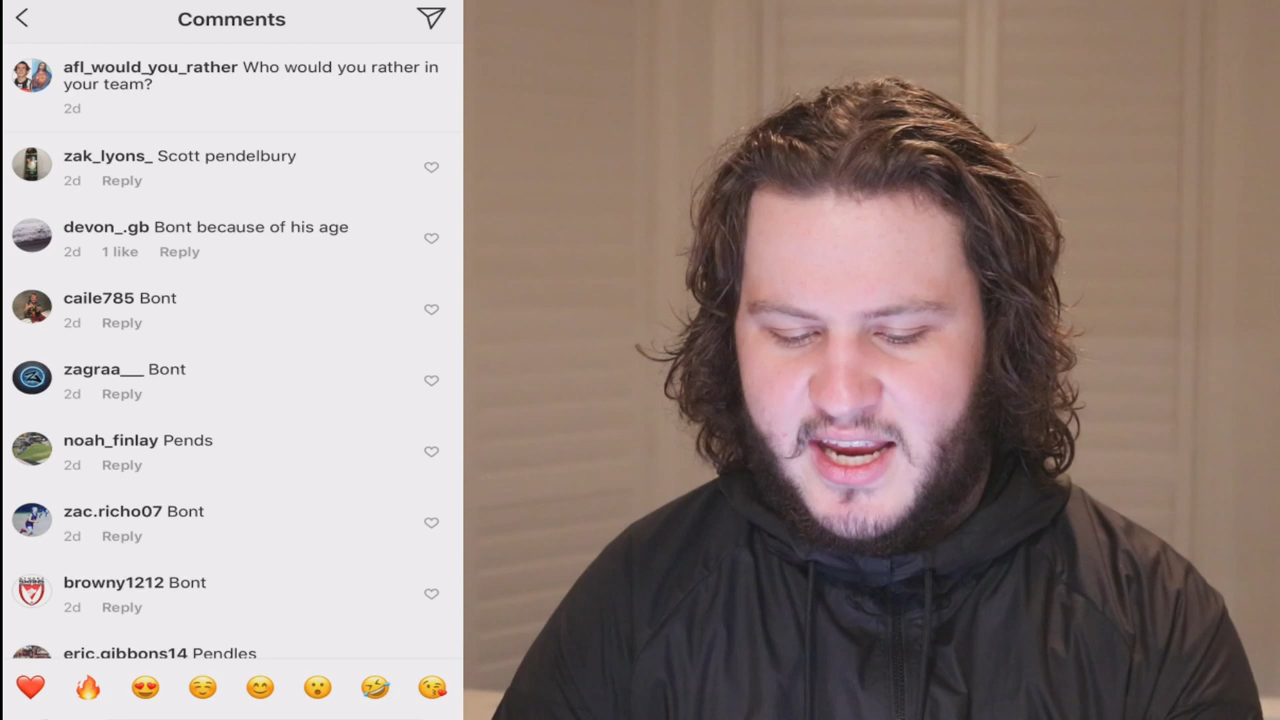 Comments
afl_would_you_rather Who would you rather in
your team?
2d
zak_lyons_ Scott pendelbury
2d Reply
devon_.gb Bont because of his age
2d 1 like Reply
caile785 Bont
2d Reply
zagraa___ Bont
2d Reply
noah_finlay Pends
2d Reply
zac.richo07 Bont
2d Reply
browny1212 Bont
2d Reply
eric.gibbons14 Pendles